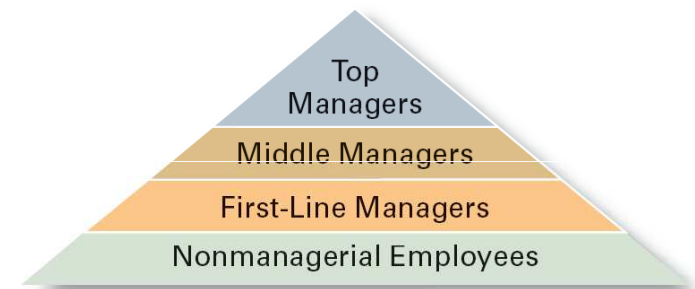 Top
Managers
Middle Managers
First-Line Managers
Nonmanagerial Employees